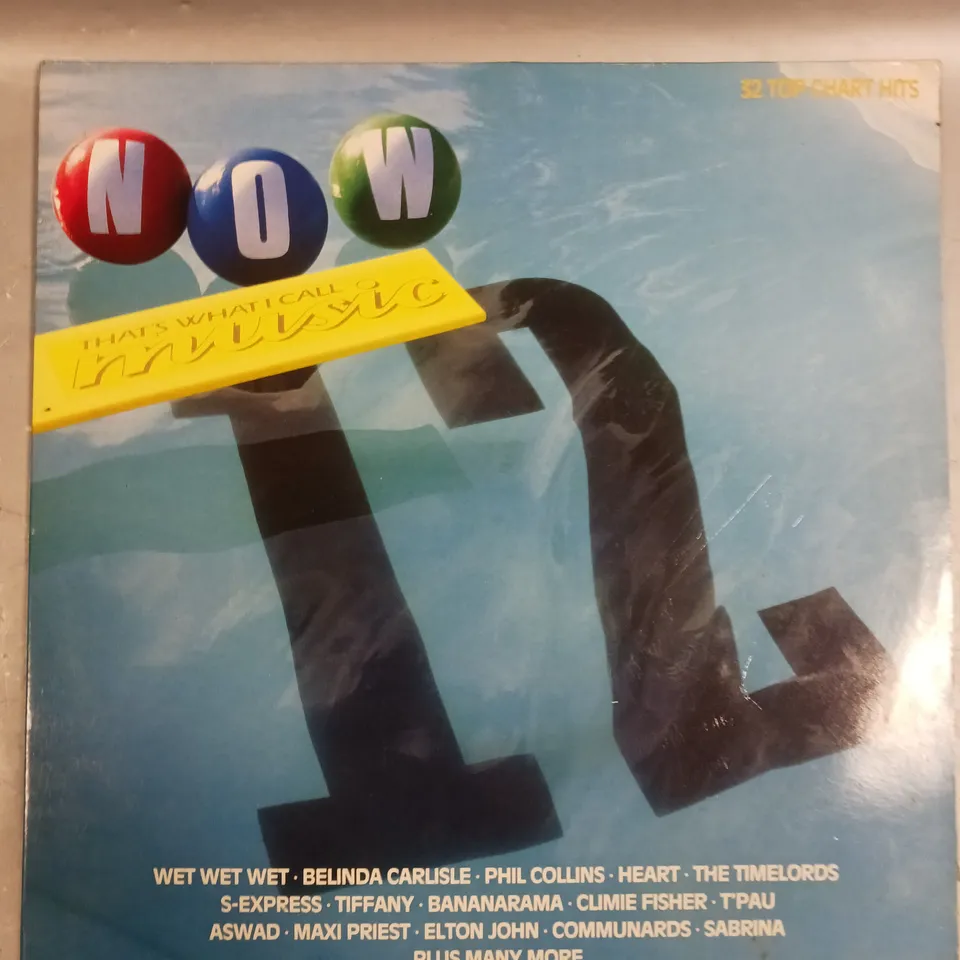 32 TOP CHART HITS
NOW
THAT'S WHAT I CALL
music
12
WET WET WET · BELINDA CARLISLE · PHIL COLLINS · HEART · THE TIMELORDS
S-EXPRESS · TIFFANY · BANANARAMA · CLIMIE FISHER · T'PAU
ASWAD · MAXI PRIEST · ELTON JOHN · COMMUNARDS · SABRINA
PLUS MANY MORE